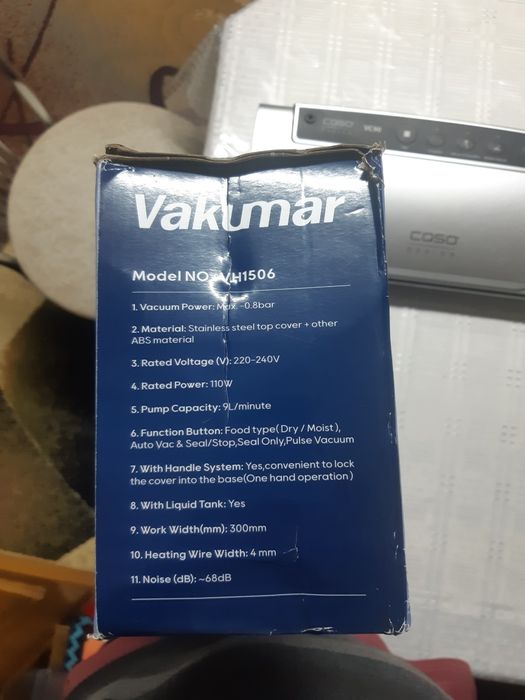 Vakumar
Model NO.: VH1506
1. Vacuum Power: Max. -0.8bar
2. Material: Stainless steel top cover + other
ABS material
3. Rated Voltage (V): 220-240V
4. Rated Power: 110W
5. Pump Capacity: 9L/minute
6. Function Button: Food type(Dry / Moist),
Auto Vac & Seal/Stop,Seal Only,Pulse Vacuum
7. With Handle System: Yes,convenient to lock
the cover into the base(One hand operation)
8. With Liquid Tank: Yes
9. Work Width(mm): 300mm
10. Heating Wire Width: 4 mm
11. Noise (dB): ~68dB
COSO
VC10
COSO